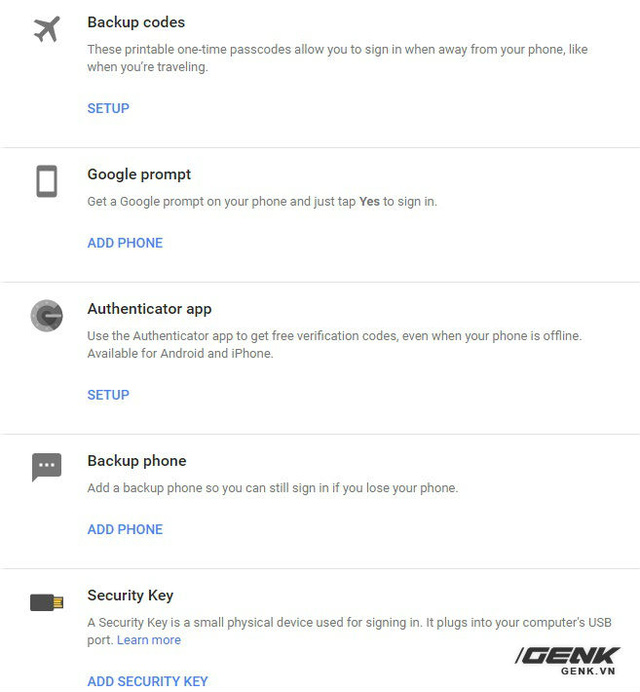 Backup codes
These printable one-time passcodes allow you to sign in when away from your phone, like
when you’re traveling.
SETUP
Google prompt
Get a Google prompt on your phone and just tap Yes to sign in.
ADD PHONE
Authenticator app
Use the Authenticator app to get free verification codes, even when your phone is offline.
Available for Android and iPhone.
SETUP
Backup phone
Add a backup phone so you can still sign in if you lose your phone.
ADD PHONE
Security Key
A Security Key is a small physical device used for signing in. It plugs into your computer's USB
port. Learn more
ADD SECURITY KEY
GENK
GENK.VN